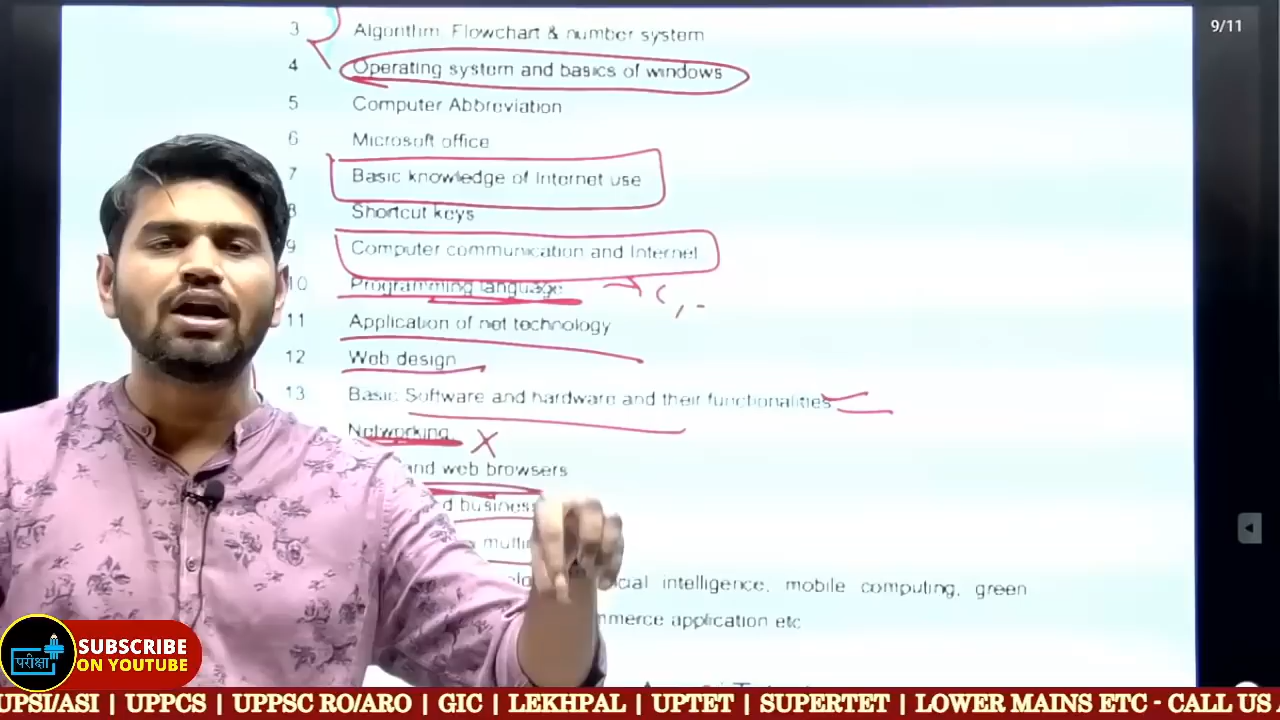 9/11
3 Algorithm Flowchart & number system
4 Operating system and basics of windows
5 Computer Abbreviation
6 Microsoft office
7 Basic knowledge of Internet use
8 Shortcut keys
9 Computer communication and Internet
10 Programming language C,
11 Application of net technology
12 Web design
13 Basic Software and hardware and their functionalities
Networking X
and web browsers
business
intelligence, mobile computing, green
application etc
परीक्षा
SUBSCRIBE
ON YOUTUBE
UPSI/ASI | UPPCS | UPPSC RO/ARO | GIC | LEKHPAL | UPTET | SUPERTET | LOWER MAINS ETC - CALL US